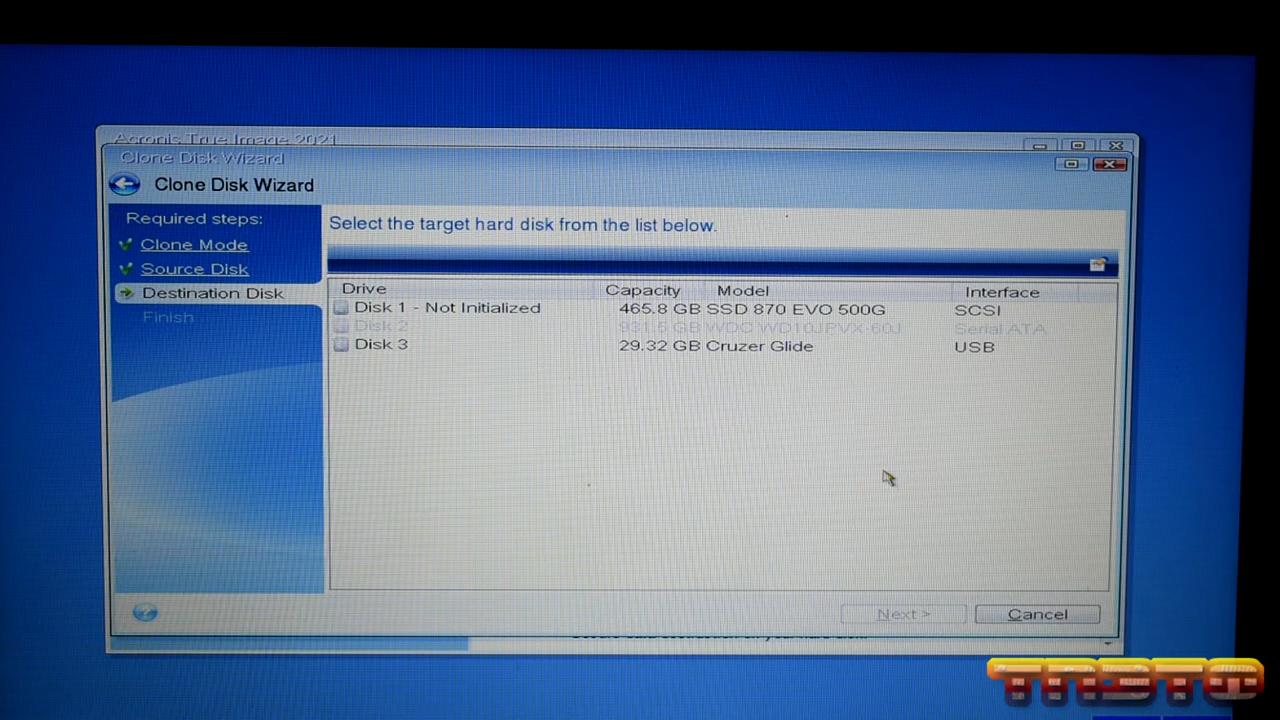 Acronis True Image 2021
Clone Disk Wizard
Clone Disk Wizard
Required steps:
Clone Mode
Source Disk
Destination Disk
Finish
Select the target hard disk from the list below.
Drive Capacity Model Interface
Disk 1 - Not Initialized 465.8 GB SSD 870 EVO 500G SCSI
Disk 2 931.5 GB WDC WD10JPVX-60J Serial ATA
Disk 3 29.32 GB Cruzer Glide USB
Next >
Cancel